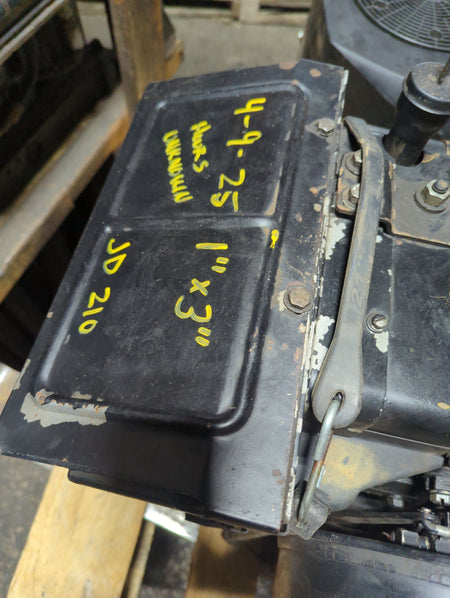 4-9-25
HOURS
UNKNOWN
1" x 3"
JD 210